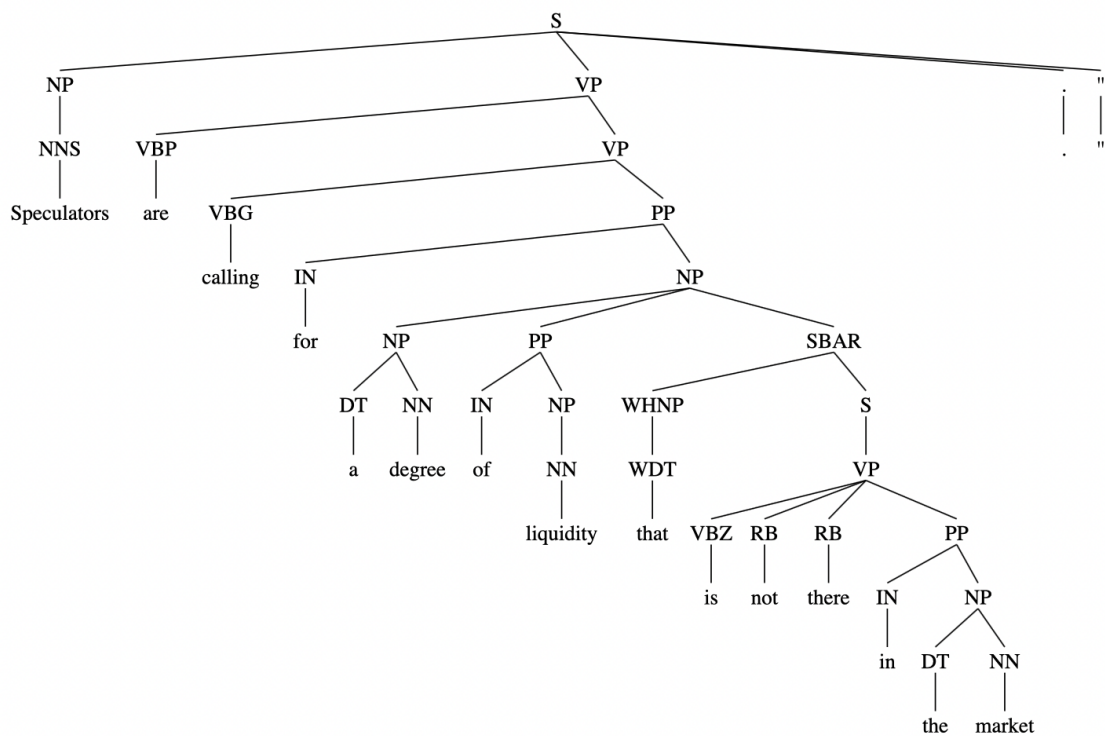 S
NP VP . "
NNS VBP VP . "
Speculators are VBG PP
calling IN NP
for NP PP SBAR
DT NN IN NP WHNP S
a degree of NN WDT VP
liquidity that VBZ RB RB PP
is not there IN NP
in DT NN
the market